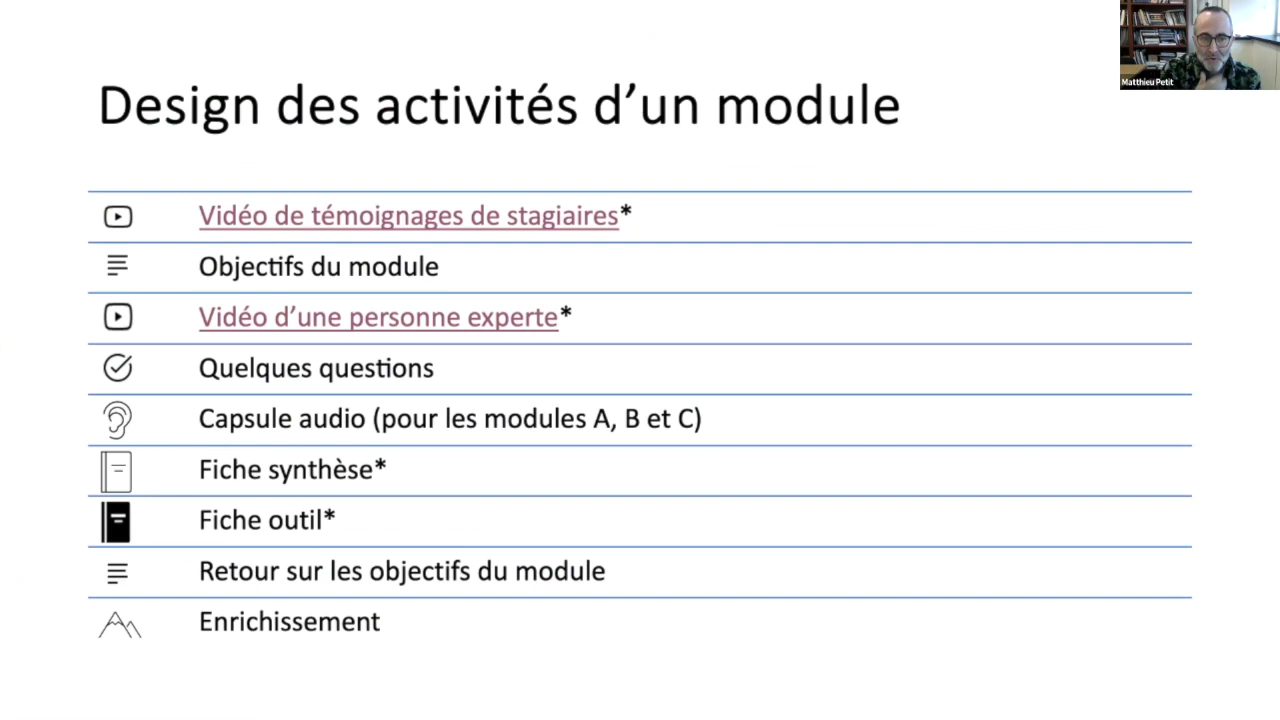 Matthieu Petit
Design des activités d’un module
Vidéo de témoignages de stagiaires*
Objectifs du module
Vidéo d’une personne experte*
Quelques questions
Capsule audio (pour les modules A, B et C)
Fiche synthèse*
Fiche outil*
Retour sur les objectifs du module
Enrichissement